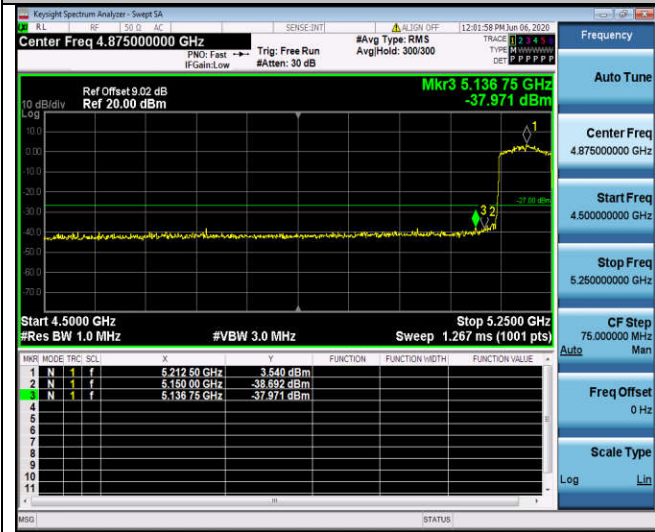 Keysight Spectrum Analyzer - Swept SA
RL RF 50 Ω AC SENSE:INT ALIGN OFF 12:01:58 PM Jun 06, 2020
Center Freq 4.875000000 GHz
PNO: Fast
IFGain:Low
Trig: Free Run
#Atten: 30 dB
#Avg Type: RMS
Avg|Hold: 300/300
TRACE 1 2 3 4 5 6
TYPE M W W W W W
DET P P P P P P
Mkr3 5.136 75 GHz
-37.971 dBm
Ref Offset 9.02 dB
10 dB/div Ref 20.00 dBm
Log
10.0
0.00
-10.0
-20.0
-30.0
-40.0
-50.0
-60.0
-70.0
1
-27.00 dBm
3 2
Start 4.5000 GHz Stop 5.2500 GHz
#Res BW 1.0 MHz #VBW 3.0 MHz Sweep 1.267 ms (1001 pts)
MKR MODE TRC SCL X Y FUNCTION FUNCTION WIDTH FUNCTION VALUE
1 N 1 f 5.212 50 GHz 3.540 dBm
2 N 1 f 5.150 00 GHz -38.692 dBm
3 N 1 f 5.136 75 GHz -37.971 dBm
4
5
6
7
8
9
10
11
MSG STATUS
Frequency
Auto Tune
Center Freq
4.875000000 GHz
Start Freq
4.500000000 GHz
Stop Freq
5.250000000 GHz
CF Step
75.000000 MHz
Auto Man
Freq Offset
0 Hz
Scale Type
Log Lin